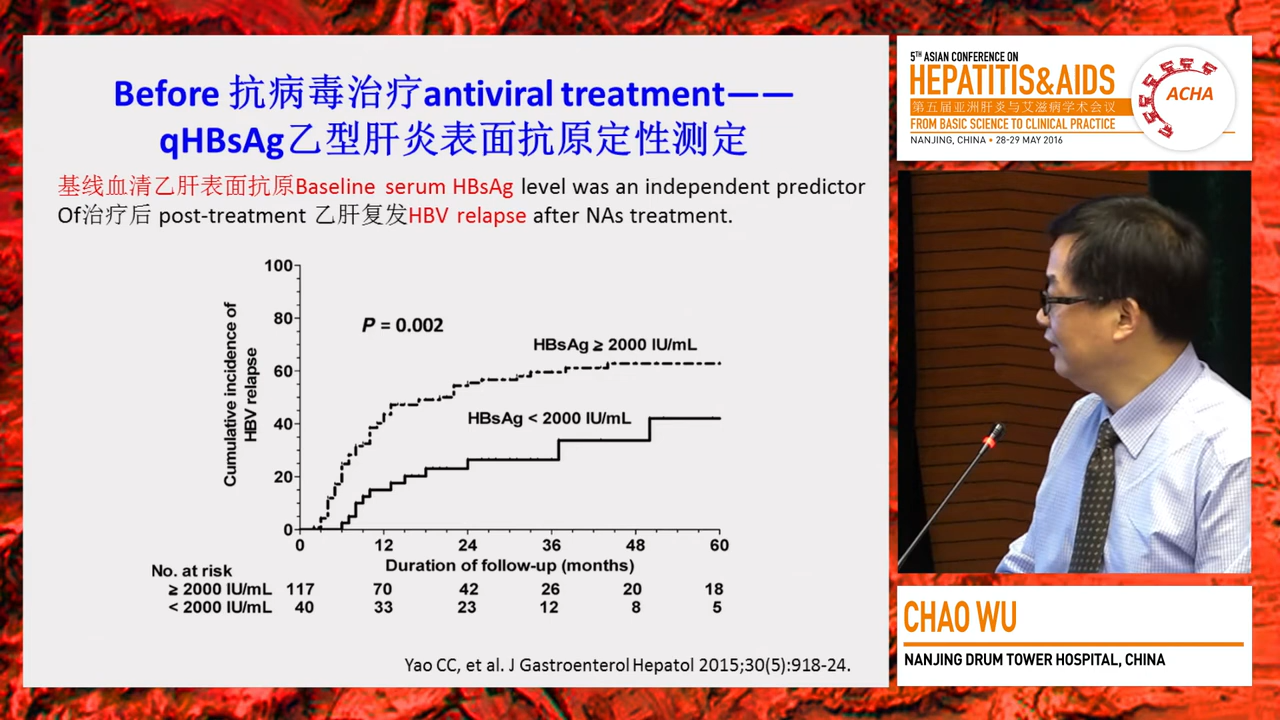 Before 抗病毒治疗antiviral treatment——
qHBsAg乙型肝炎表面抗原定性测定
基线血清乙肝表面抗原Baseline serum HBsAg level was an independent predictor
Of治疗后 post-treatment 乙肝复发HBV relapse after NAs treatment.
Cumulative incidence of
HBV relapse
100
80
60
40
20
0
P = 0.002
HBsAg ≥ 2000 IU/mL
HBsAg < 2000 IU/mL
0 12 24 36 48 60
Duration of follow-up (months)
No. at risk
≥ 2000 IU/mL 117 70 42 26 20 18
< 2000 IU/mL 40 33 23 12 8 5
Yao CC, et al. J Gastroenterol Hepatol 2015;30(5):918-24.
5TH ASIAN CONFERENCE ON
HEPATITIS&AIDS
第五届亚洲肝炎与艾滋病学术会议
FROM BASIC SCIENCE TO CLINICAL PRACTICE
NANJING, CHINA • 28-29 MAY 2016
ACHA
CHAO WU
NANJING DRUM TOWER HOSPITAL, CHINA